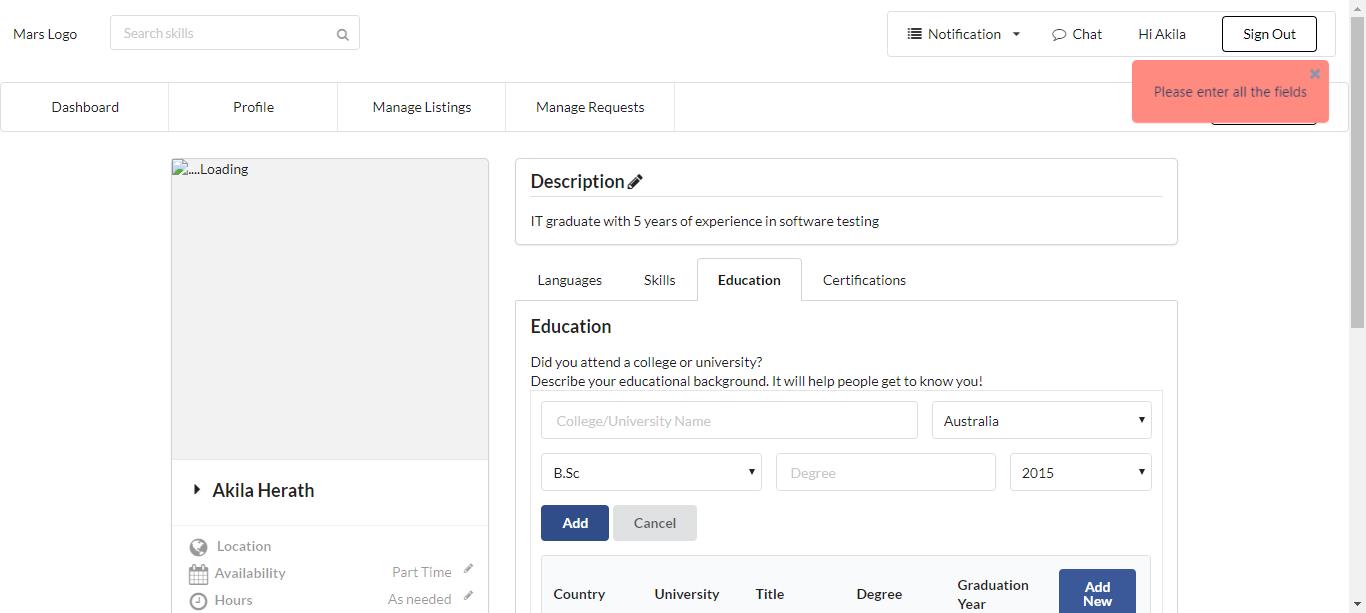 Mars Logo
Search skills
Notification
Chat
Hi Akila
Sign Out
Please enter all the fields
Dashboard
Profile
Manage Listings
Manage Requests
....Loading
Description
IT graduate with 5 years of experience in software testing
Languages
Skills
Education
Certifications
Education
Did you attend a college or university?
Describe your educational background. It will help people get to know you!
College/University Name
Australia
B.Sc
Degree
2015
Add
Cancel
Akila Herath
Location
Availability
Part Time
Hours
As needed
Country
University
Title
Degree
Graduation
Year
Add
New